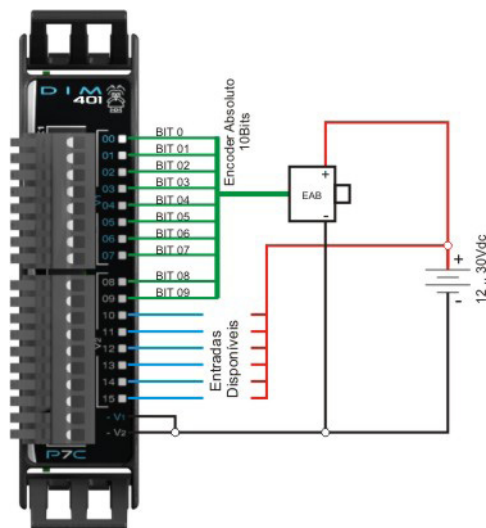 DIM
401
00
01
02
03
04
05
06
07
08
09
10
11
12
13
14
15
- V1
- V2
P7C
V2
BIT 0
BIT 01
BIT 02
BIT 03
BIT 04
BIT 05
BIT 06
BIT 07
BIT 08
BIT 09
Encoder Absoluto
10Bits
Entradas
Disponíveis
+
EAB
-
+
-
12 .. 30Vdc